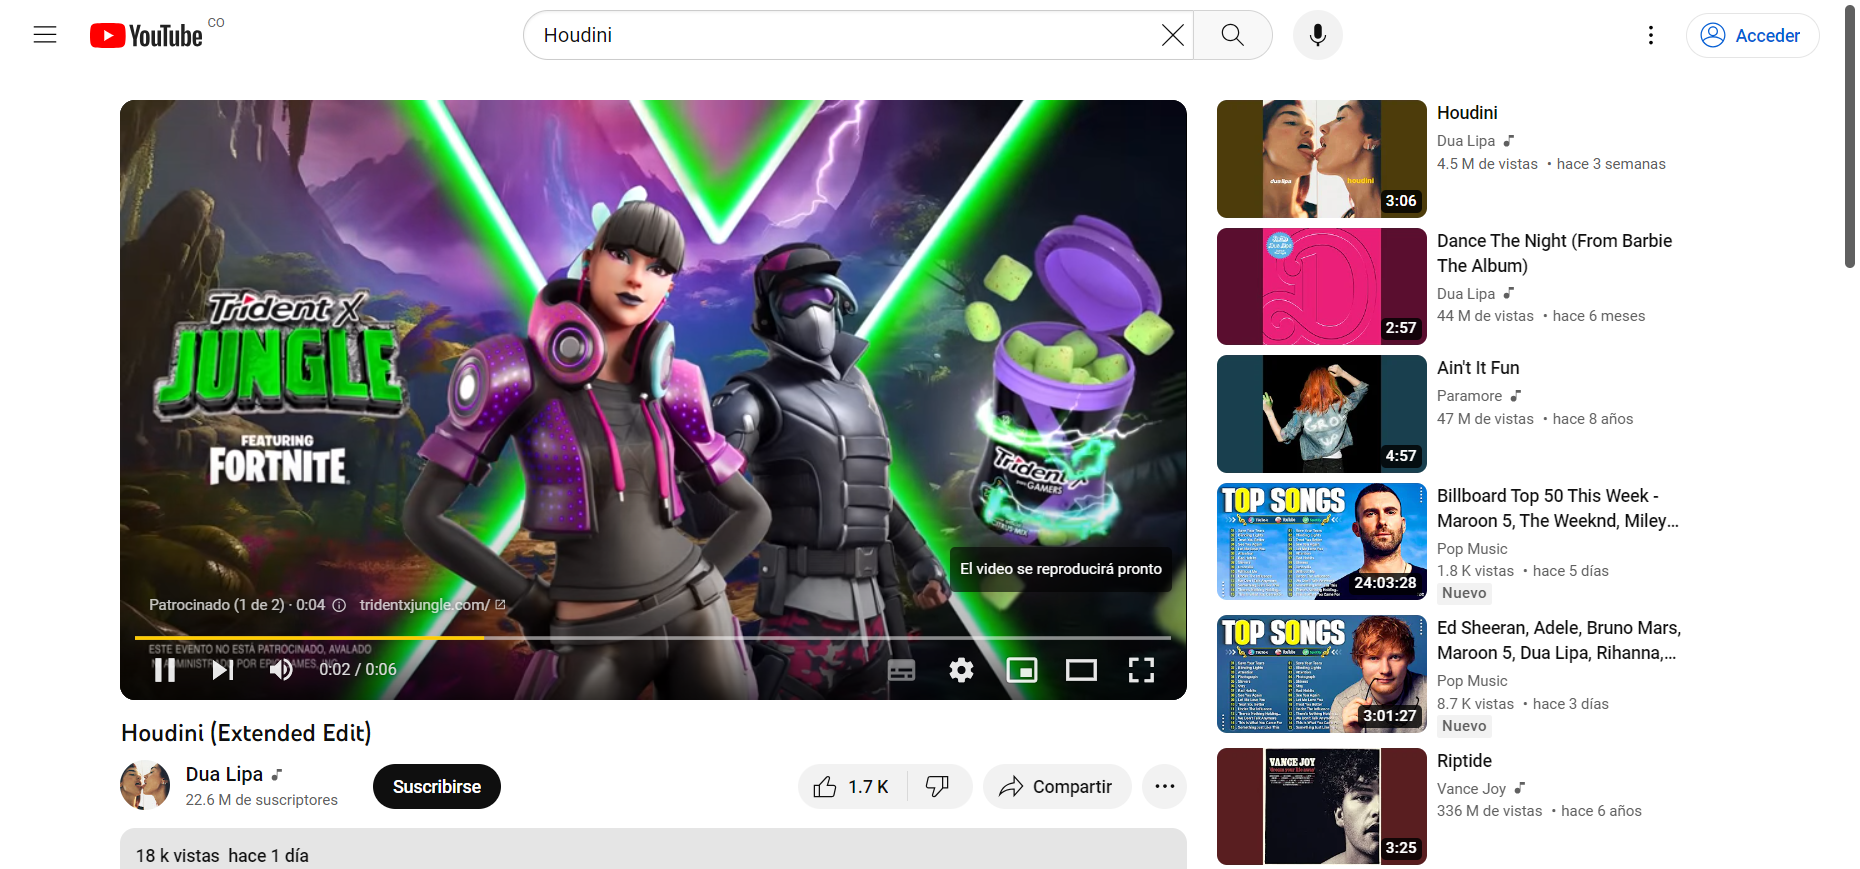 YouTube CO
Houdini
Acceder
Trident X
JUNGLE
FEATURING
FORTNITE
Trident X
GAMERS
El video se reproducirá pronto
Patrocinado (1 de 2) · 0:04 tridentxjungle.com/
ESTE EVENTO NO ESTÁ PATROCINADO, AVALADO
0:02 / 0:06
Houdini (Extended Edit)
Dua Lipa
22.6 M de suscriptores
Suscribirse
1.7 K
Compartir
18 k vistas hace 1 día
dua lipa
houdini
3:06
Houdini
Dua Lipa
4.5 M de vistas • hace 3 semanas
2:57
Dance The Night (From Barbie
The Album)
Dua Lipa
44 M de vistas • hace 6 meses
GROW
UP
4:57
Ain't It Fun
Paramore
47 M de vistas • hace 8 años
TOP SONGS
24:03:28
Billboard Top 50 This Week -
Maroon 5, The Weeknd, Miley...
Pop Music
1.8 K vistas • hace 5 días
Nuevo
TOP SONGS
3:01:27
Ed Sheeran, Adele, Bruno Mars,
Maroon 5, Dua Lipa, Rihanna,...
Pop Music
8.7 K vistas • hace 3 días
Nuevo
VANCE JOY
3:25
Riptide
Vance Joy
336 M de vistas • hace 6 años